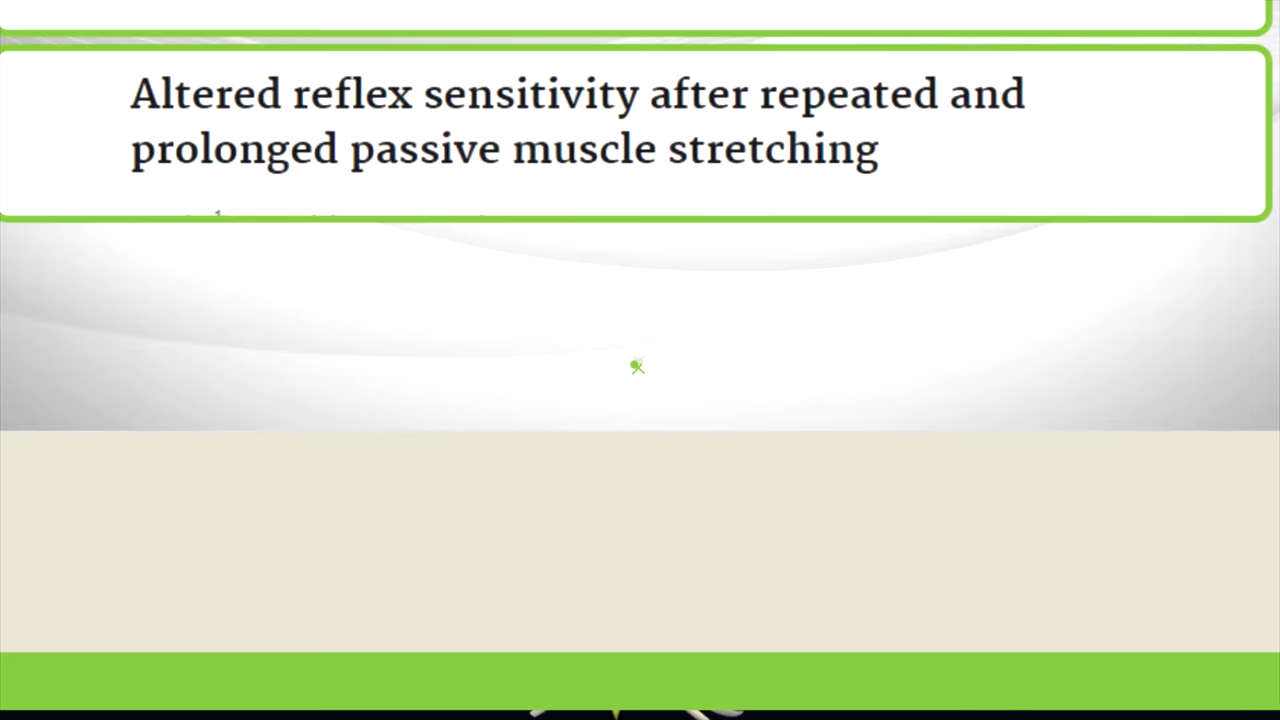 Altered reflex sensitivity after repeated and
prolonged passive muscle stretching